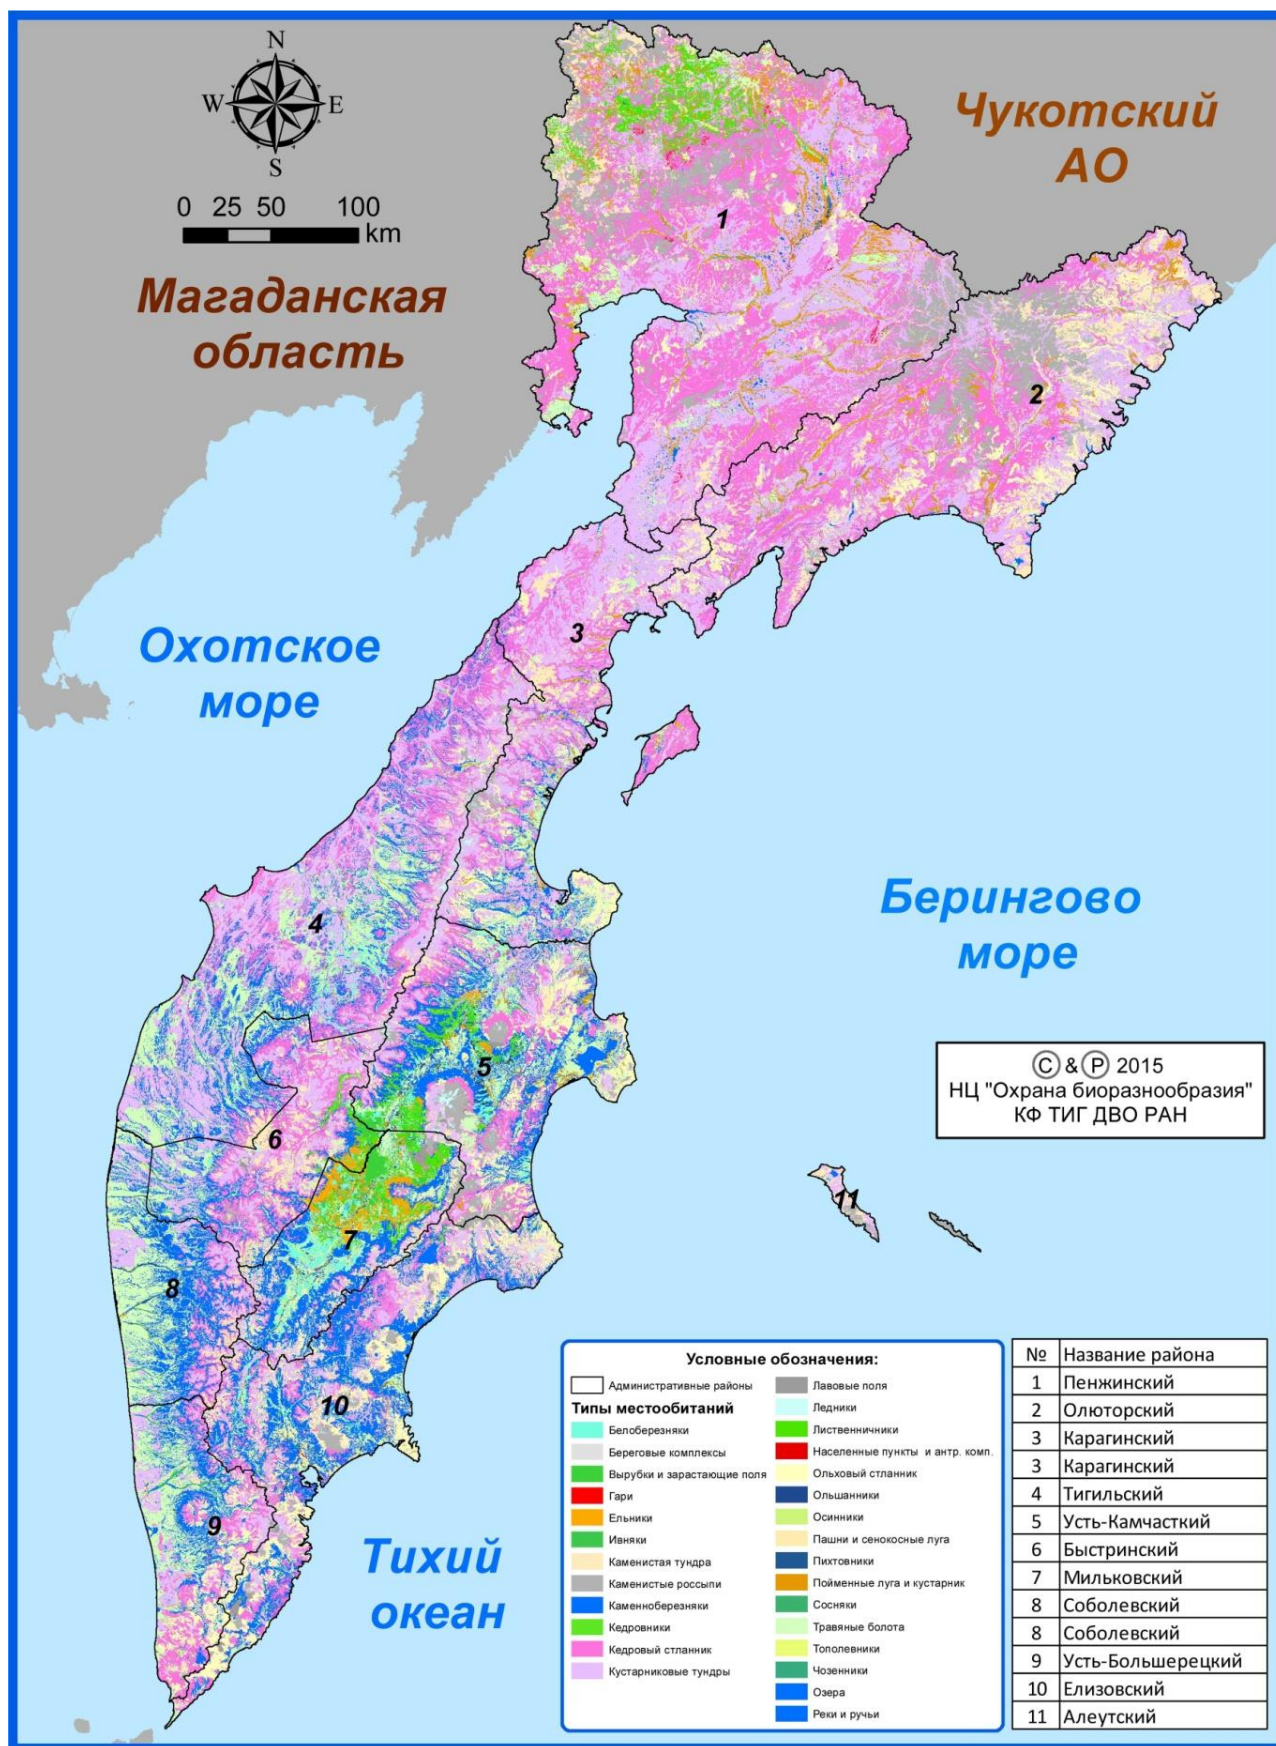 N
W E
S
0 25 50 100
km
Чукотский
АО
Магаданская
область
1
2
Охотское
море
3
Берингово
море
4
5
© & ℗ 2015
НЦ "Охрана биоразнообразия"
КФ ТИГ ДВО РАН
6
11
7
8
10
9
Тихий
океан
Условные обозначения:
Административные районы
Типы местообитаний
Белоберезняки
Береговые комплексы
Вырубки и зарастающие поля
Гари
Ельники
Ивняки
Каменистая тундра
Каменистые россыпи
Каменноберезняки
Кедровники
Кедровый стланник
Кустарниковые тундры
Лавовые поля
Ледники
Лиственничники
Населенные пункты и антр. комп.
Ольховый стланник
Ольшанники
Осинники
Пашни и сенокосные луга
Пихтовники
Пойменные луга и кустарник
Сосняки
Травяные болота
Тополевники
Чозенники
Озера
Реки и ручьи
№ Название района
1 Пенжинский
2 Олюторский
3 Карагинский
3 Карагинский
4 Тигильский
5 Усть-Камчасткий
6 Быстринский
7 Мильковский
8 Соболевский
8 Соболевский
9 Усть-Большерецкий
10 Елизовский
11 Алеутский